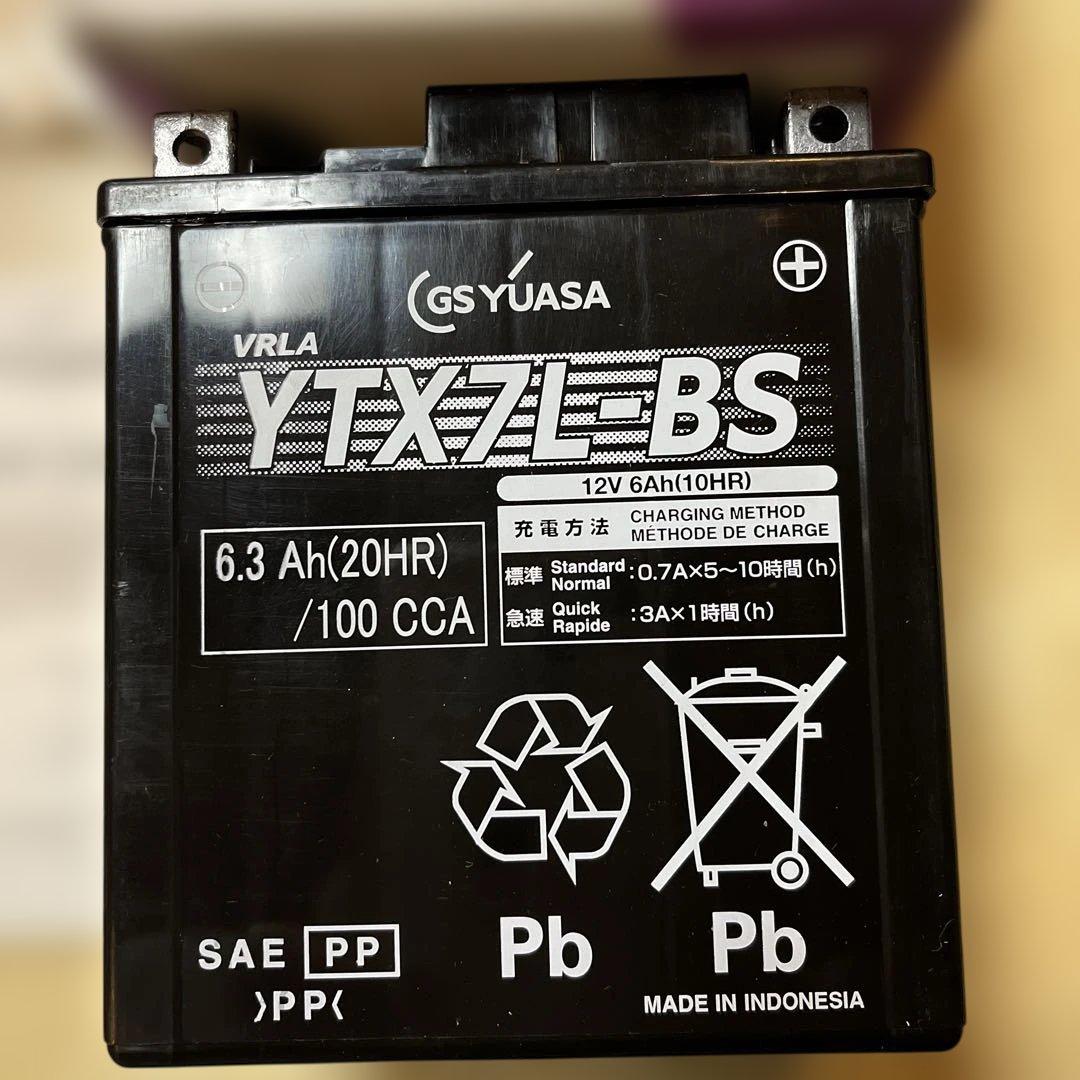 GS YUASA
VRLA
YTX7L-BS
12V 6Ah(10HR)
充電方法 CHARGING METHOD
MÉTHODE DE CHARGE
標準 Standard Normal :0.7A×5〜10時間(h)
急速 Quick Rapide :3A×1時間(h)
6.3 Ah(20HR)
/100 CCA
Pb
Pb
SAE PP
>PP<
MADE IN INDONESIA